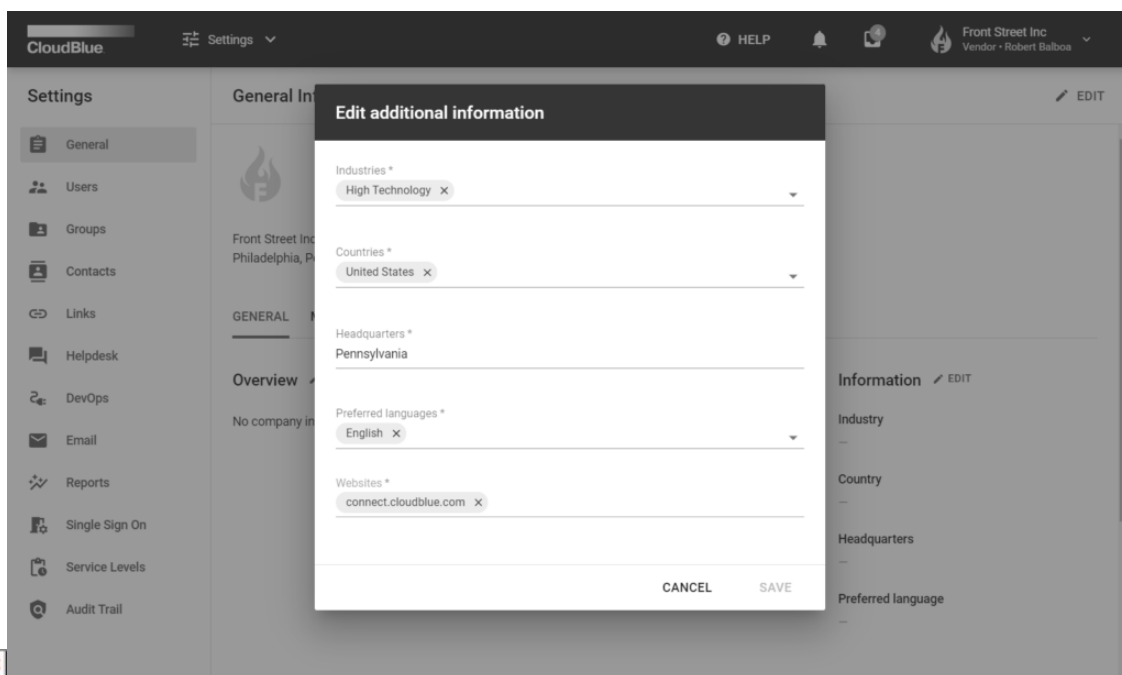 CloudBlue
Settings
HELP
4
Front Street Inc
Vendor • Robert Balboa
Settings
General In
EDIT
General
Users
Groups
Contacts
Links
Helpdesk
DevOps
Email
Reports
Single Sign On
Service Levels
Audit Trail
F
Front Street Inc
Philadelphia, P
GENERAL
Overview
No company in
Edit additional information
Industries *
High Technology ×
Countries *
United States ×
Headquarters *
Pennsylvania
Preferred languages *
English ×
Websites *
connect.cloudblue.com ×
CANCEL SAVE
Information EDIT
Industry
—
Country
—
Headquarters
—
Preferred language
—